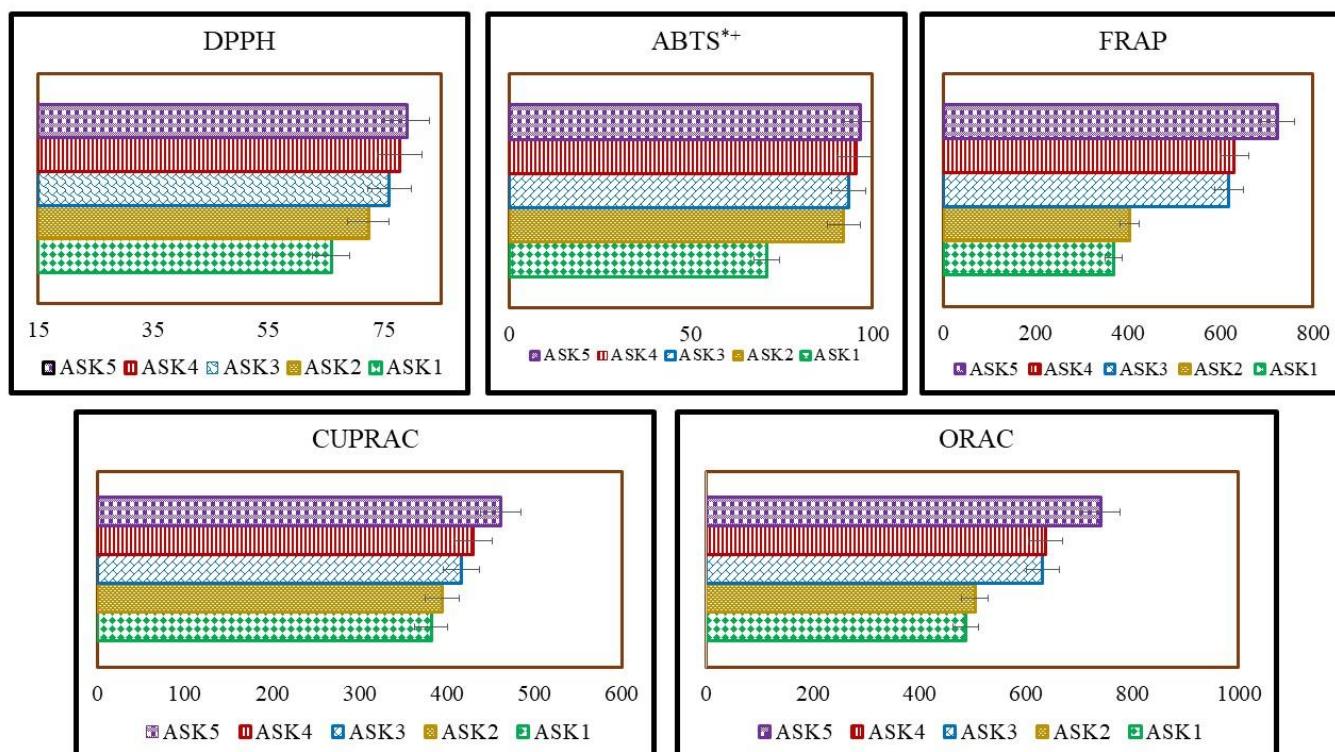 DPPH
15 35 55 75
ASK5 ASK4 ASK3 ASK2 ASK1
ABTS*+
0 50 100
ASK5 ASK4 ASK3 ASK2 ASK1
FRAP
0 200 400 600 800
ASK5 ASK4 ASK3 ASK2 ASK1
CUPRAC
0 100 200 300 400 500 600
ASK5 ASK4 ASK3 ASK2 ASK1
ORAC
0 200 400 600 800 1000
ASK5 ASK4 ASK3 ASK2 ASK1